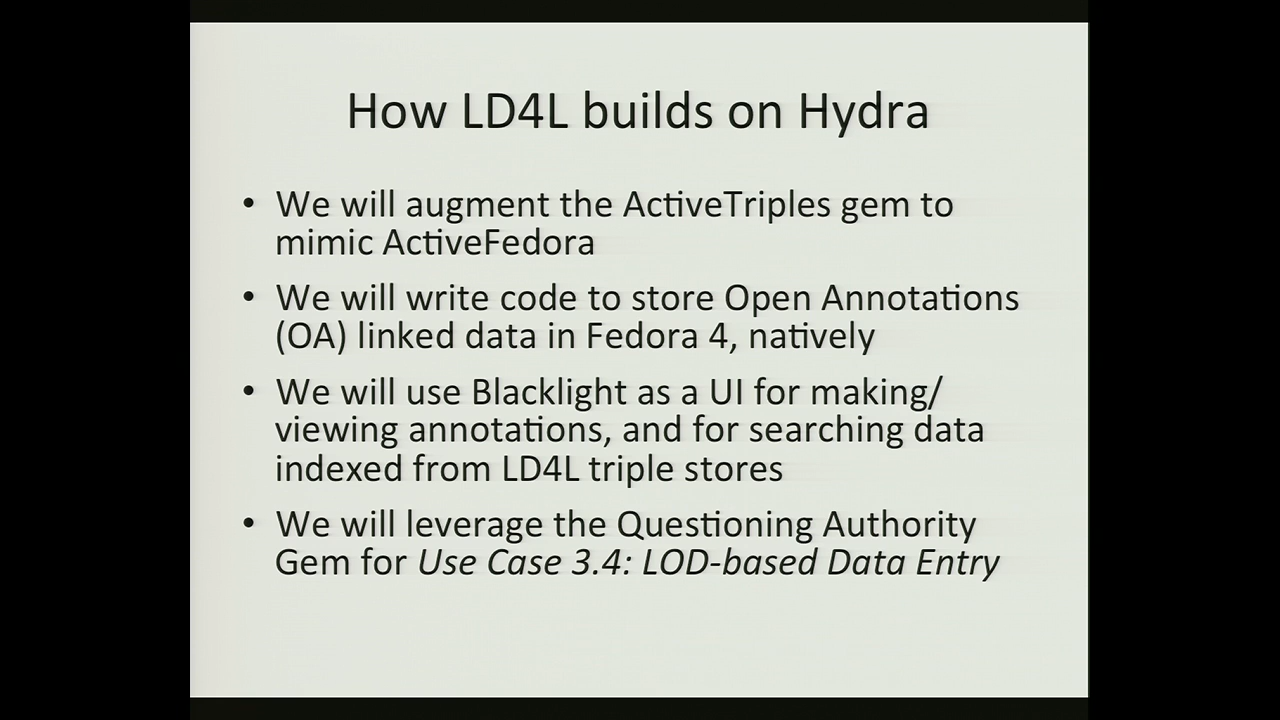 How LD4L builds on Hydra
• We will augment the ActiveTriples gem to
mimic ActiveFedora
• We will write code to store Open Annotations
(OA) linked data in Fedora 4, natively
• We will use Blacklight as a UI for making/
viewing annotations, and for searching data
indexed from LD4L triple stores
• We will leverage the Questioning Authority
Gem for Use Case 3.4: LOD-based Data Entry